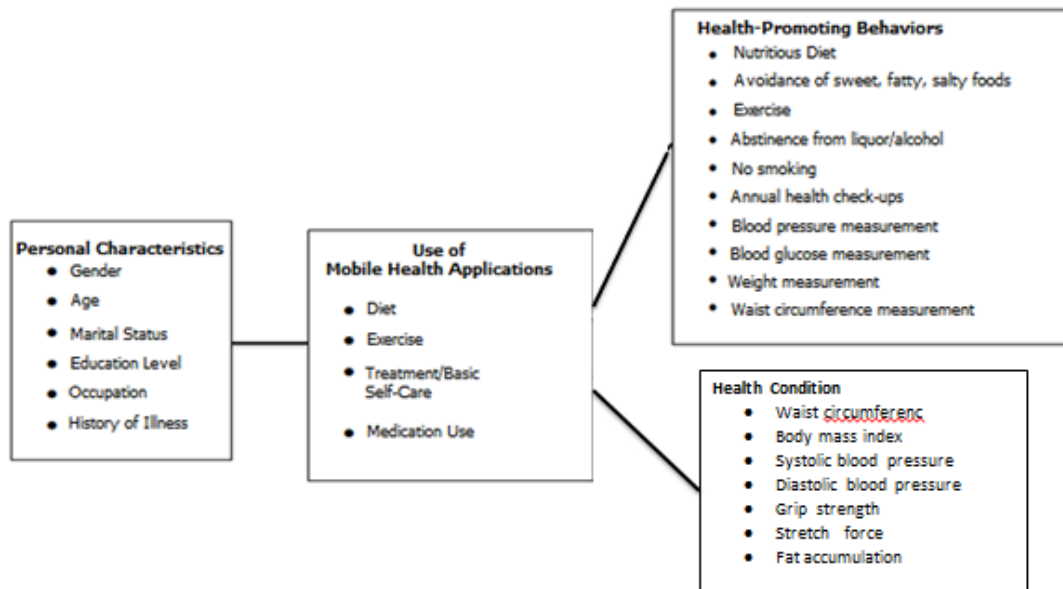 Personal Characteristics
● Gender
● Age
● Marital Status
● Education Level
● Occupation
● History of Illness
Use of
Mobile Health Applications
● Diet
● Exercise
● Treatment/Basic
Self-Care
● Medication Use
Health-Promoting Behaviors
● Nutritious Diet
● Avoidance of sweet, fatty, salty foods
● Exercise
● Abstinence from liquor/alcohol
● No smoking
● Annual health check-ups
● Blood pressure measurement
● Blood glucose measurement
● Weight measurement
● Waist circumference measurement
Health Condition
● Waist circumferenc
● Body mass index
● Systolic blood pressure
● Diastolic blood pressure
● Grip strength
● Stretch force
● Fat accumulation